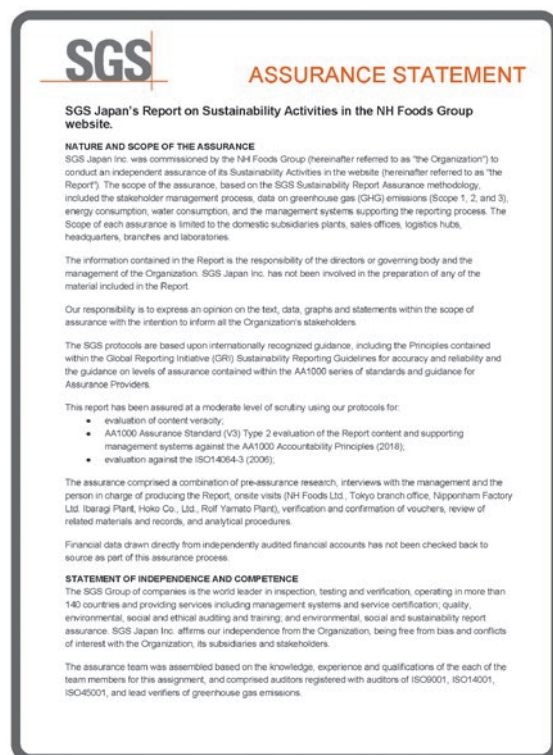 SGS
ASSURANCE STATEMENT
SGS Japan's Report on Sustainability Activities in the NH Foods Group
website.
NATURE AND SCOPE OF THE ASSURANCE
SGS Japan Inc. was commissioned by the NH Foods Group (hereinafter referred to as "the Organization") to
conduct an independent assurance of its Sustainability Activities in the website (hereinafter referred to as "the
Report"). The scope of the assurance, based on the SGS Sustainability Report Assurance methodology,
included the stakeholder management process, data on greenhouse gas (GHG) emissions (Scope 1, 2, and 3),
energy consumption, water consumption, and the management systems supporting the reporting process. The
Scope of each assurance is limited to the domestic subsidiaries plants, sales offices, logistics hubs,
headquarters, branches and laboratories.
The information contained in the Report is the responsibility of the directors or governing body and the
management of the Organization. SGS Japan Inc. has not been involved in the preparation of any of the
material included in the Report.
Our responsibility is to express an opinion on the text, data, graphs and statements within the scope of
assurance with the intention to inform all the Organization's stakeholders.
The SGS protocols are based upon internationally recognized guidance, including the Principles contained
within the Global Reporting Initiative (GRI) Sustainability Reporting Guidelines for accuracy and reliability and
the guidance on levels of assurance contained within the AA1000 series of standards and guidance for
Assurance Providers.
This report has been assured at a moderate level of scrutiny using our protocols for:
• evaluation of content veracity;
• AA1000 Assurance Standard (V3) Type 2 evaluation of the Report content and supporting
management systems against the AA1000 Accountability Principles (2018);
• evaluation against the ISO14064-3 (2006);
The assurance comprised a combination of pre-assurance research, interviews with the management and the
person in charge of producing the Report, onsite visits (NH Foods Ltd., Tokyo branch office, Nipponham Factory
Ltd. Ibaragi Plant, Hoko Co., Ltd., Rolf Yamato Plant), verification and confirmation of vouchers, review of
related materials and records, and analytical procedures.
Financial data drawn directly from independently audited financial accounts has not been checked back to
source as part of this assurance process.
STATEMENT OF INDEPENDENCE AND COMPETENCE
The SGS Group of companies is the world leader in inspection, testing and verification, operating in more than
140 countries and providing services including management systems and service certification; quality,
environmental, social and ethical auditing and training; and environmental, social and sustainability report
assurance. SGS Japan Inc. affirms our independence from the Organization, being free from bias and conflicts
of interest with the Organization, its subsidiaries and stakeholders.
The assurance team was assembled based on the knowledge, experience and qualifications of the each of the
team members for this assignment, and comprised auditors registered with auditors of ISO9001, ISO14001,
ISO45001, and lead verifiers of greenhouse gas emissions.